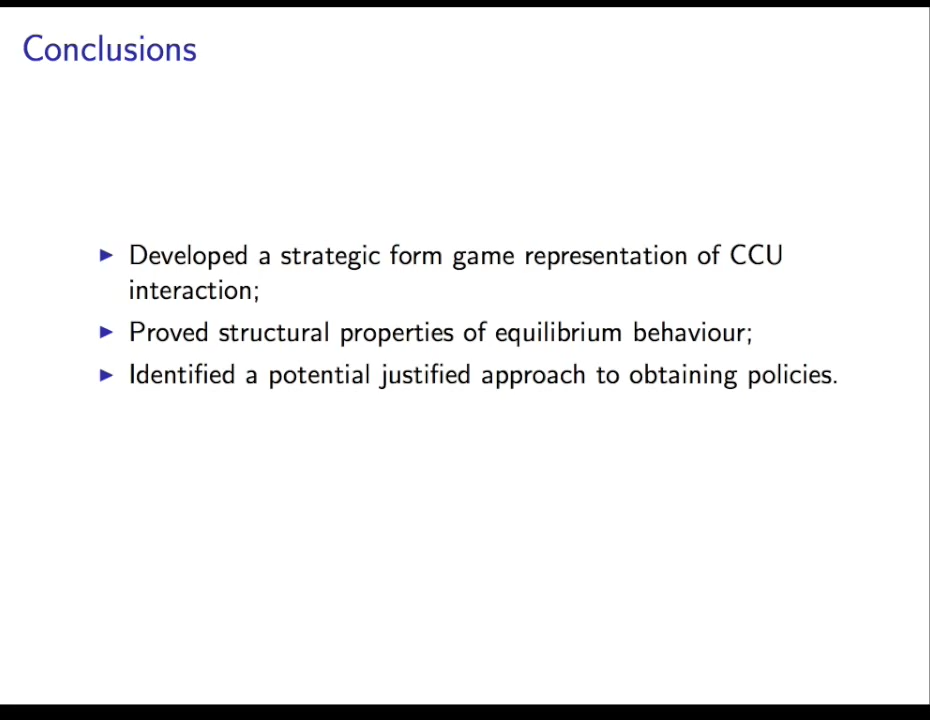 Conclusions
Developed a strategic form game representation of CCU
interaction;
Proved structural properties of equilibrium behaviour;
Identified a potential justified approach to obtaining policies.